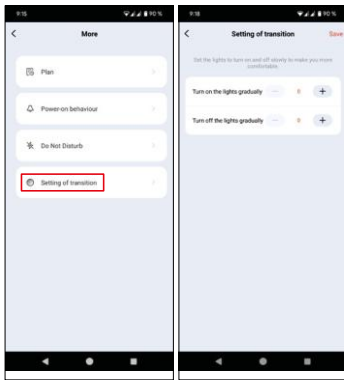 9:15
90 %
More
Plan
Power-on behaviour
Do Not Disturb
Setting of transition
9:18
90 %
Setting of transition
Save
Set the lights to turn on and off slowly to make you more
comfortable.
Turn on the lights gradually
0
Turn off the lights gradually
0